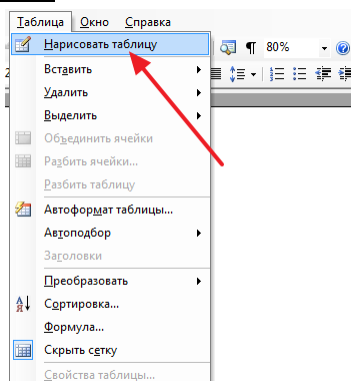 Таблица Окно Справка
Нарисовать таблицу
80%
Вставить
Удалить
Выделить
Объединить ячейки
Разбить ячейки...
Разбить таблицу
Автоформат таблицы...
Автоподбор
Заголовки
Преобразовать
Сортировка...
Формула...
Скрыть сетку
Свойства таблицы...